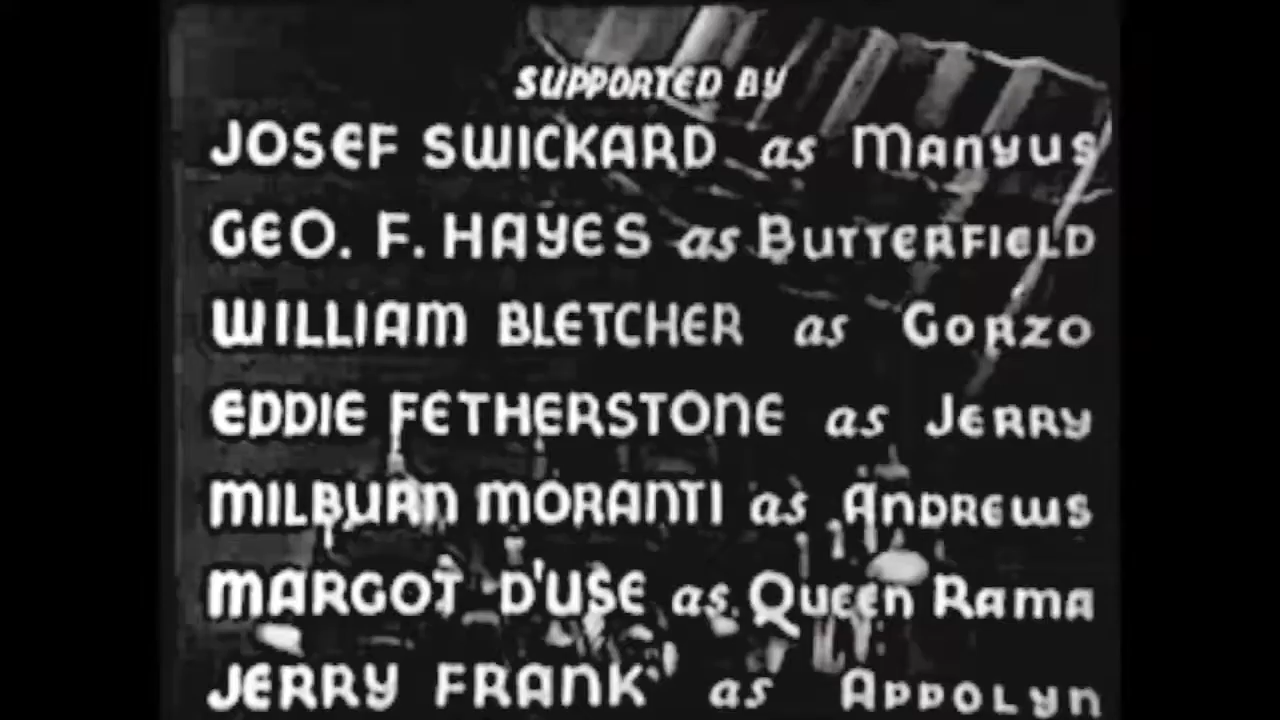 SUPPORTED BY
JOSEF SWICKARD as Manyus
GEO. F. HAYES as BUTTERFIELD
WILLIAM BLETCHER as GORZO
EDDIE FETHERSTONE as JERRY
MILBURN MORANTI as ANDREWS
MARGOT D'USE as QUEEN RAMA
JERRY FRANK as APPOLYN